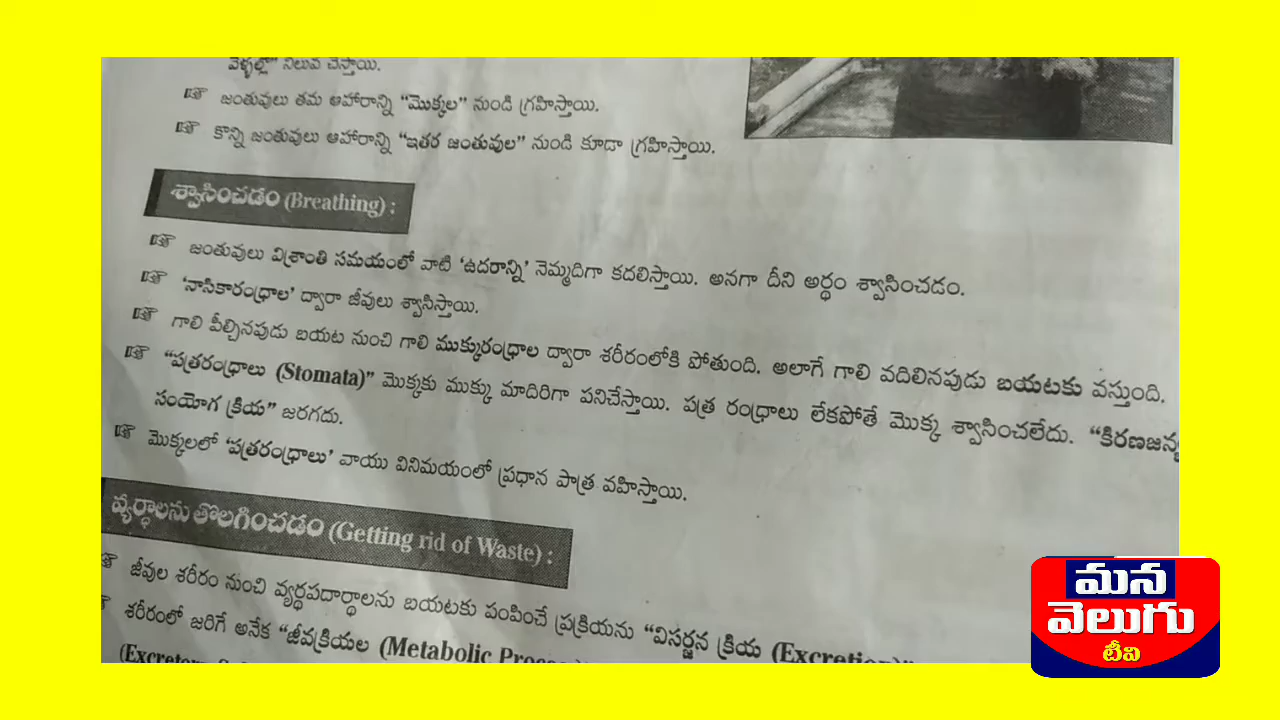 వేళ్ళల్లో" నిలువ చేస్తాయి.
☞ జంతువులు తమ ఆహారాన్ని "మొక్కల" నుండి గ్రహిస్తాయి.
☞ కొన్ని జంతువులు ఆహారాన్ని "ఇతర జంతువుల" నుండి కూడా గ్రహిస్తాయి.
శ్వాసించడం (Breathing) :
☞ జంతువులు విశ్రాంతి సమయంలో వాటి 'ఉదరాన్ని' నెమ్మదిగా కదలిస్తాయి. అనగా దీని అర్థం శ్వాసించడం.
☞ 'నాసికారంధ్రాల' ద్వారా జీవులు శ్వాసిస్తాయి.
☞ గాలి పీల్చినపుడు బయట నుంచి గాలి ముక్కురంధ్రాల ద్వారా శరీరంలోకి పోతుంది. అలాగే గాలి వదిలినపుడు బయటకు వస్తుంది.
☞ "పత్రరంధ్రాలు (Stomata)" మొక్కకు ముక్కు మాదిరిగా పనిచేస్తాయి. పత్ర రంధ్రాలు లేకపోతే మొక్క శ్వాసించలేదు. "కిరణజన్య
సంయోగ క్రియ" జరగదు.
☞ మొక్కలలో 'పత్రరంధ్రాలు' వాయు వినిమయంలో ప్రధాన పాత్ర వహిస్తాయి.
వ్యర్థాలను తొలగించడం (Getting rid of Waste) :
☞ జీవుల శరీరం నుంచి వ్యర్థపదార్థాలను బయటకు పంపించే ప్రక్రియను "విసర్జన క్రియ (Excretion)"
శరీరంలో జరిగే అనేక "జీవక్రియల (Metabolic
(Excretory
మన
వెలుగు
టీవి